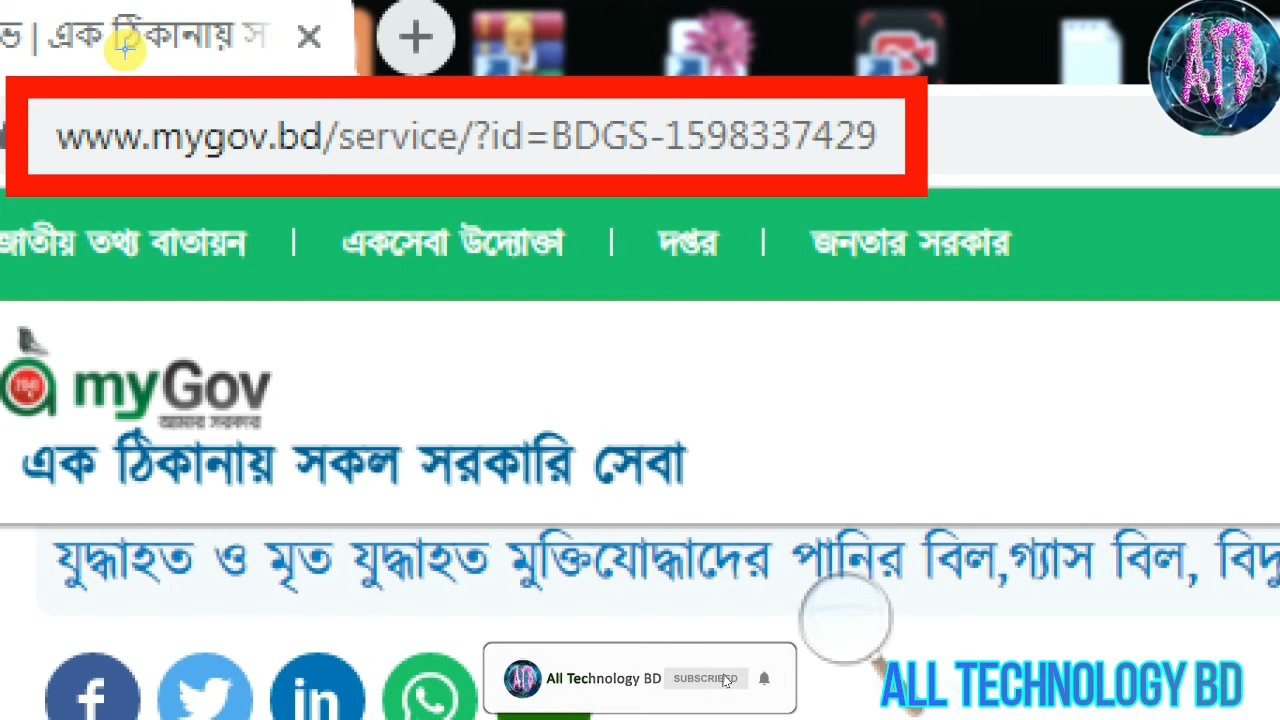 ভ | এক ঠিকানায় স
ATB
www.mygov.bd/service/?id=BDGS-1598337429
জাতীয় তথ্য বাতায়ন | একসেবা উদ্যোক্তা | দপ্তর | জনতার সরকার
myGov
আমার সরকার
এক ঠিকানায় সকল সরকারি সেবা
যুদ্ধাহত ও মৃত যুদ্ধাহত মুক্তিযোদ্ধাদের পানির বিল,গ্যাস বিল, বিদ্যু
All Technology BD SUBSCRIBED
ALL TECHNOLOGY BD